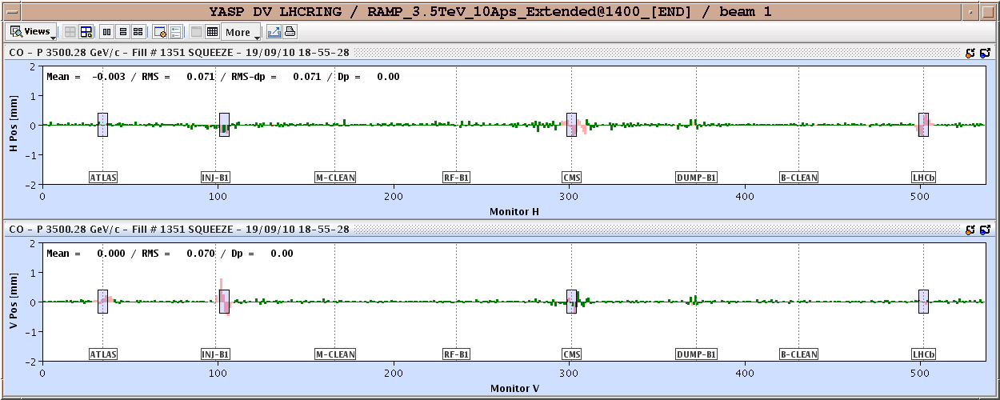 YASP DV LHCRING / RAMP_3.5TeV_10Aps_Extended@1400_[END] / beam 1
Views More
CO - P 3500.28 GeV/c - Fill # 1351 SQUEEZE - 19/09/10 18-55-28
Mean = -0.003 / RMS = 0.071 / RMS-dp = 0.071 / Dp = 0.00
H Pos [mm]
2
1
0
-1
-2
ATLAS INJ-B1 M-CLEAN RF-B1 CMS DUMP-B1 B-CLEAN LHCb
0 100 200 300 400 500
Monitor H
CO - P 3500.28 GeV/c - Fill # 1351 SQUEEZE - 19/09/10 18-55-28
Mean = 0.000 / RMS = 0.070 / Dp = 0.00
V Pos [mm]
2
1
0
-1
-2
ATLAS INJ-B1 M-CLEAN RF-B1 CMS DUMP-B1 B-CLEAN LHCb
0 100 200 300 400 500
Monitor V